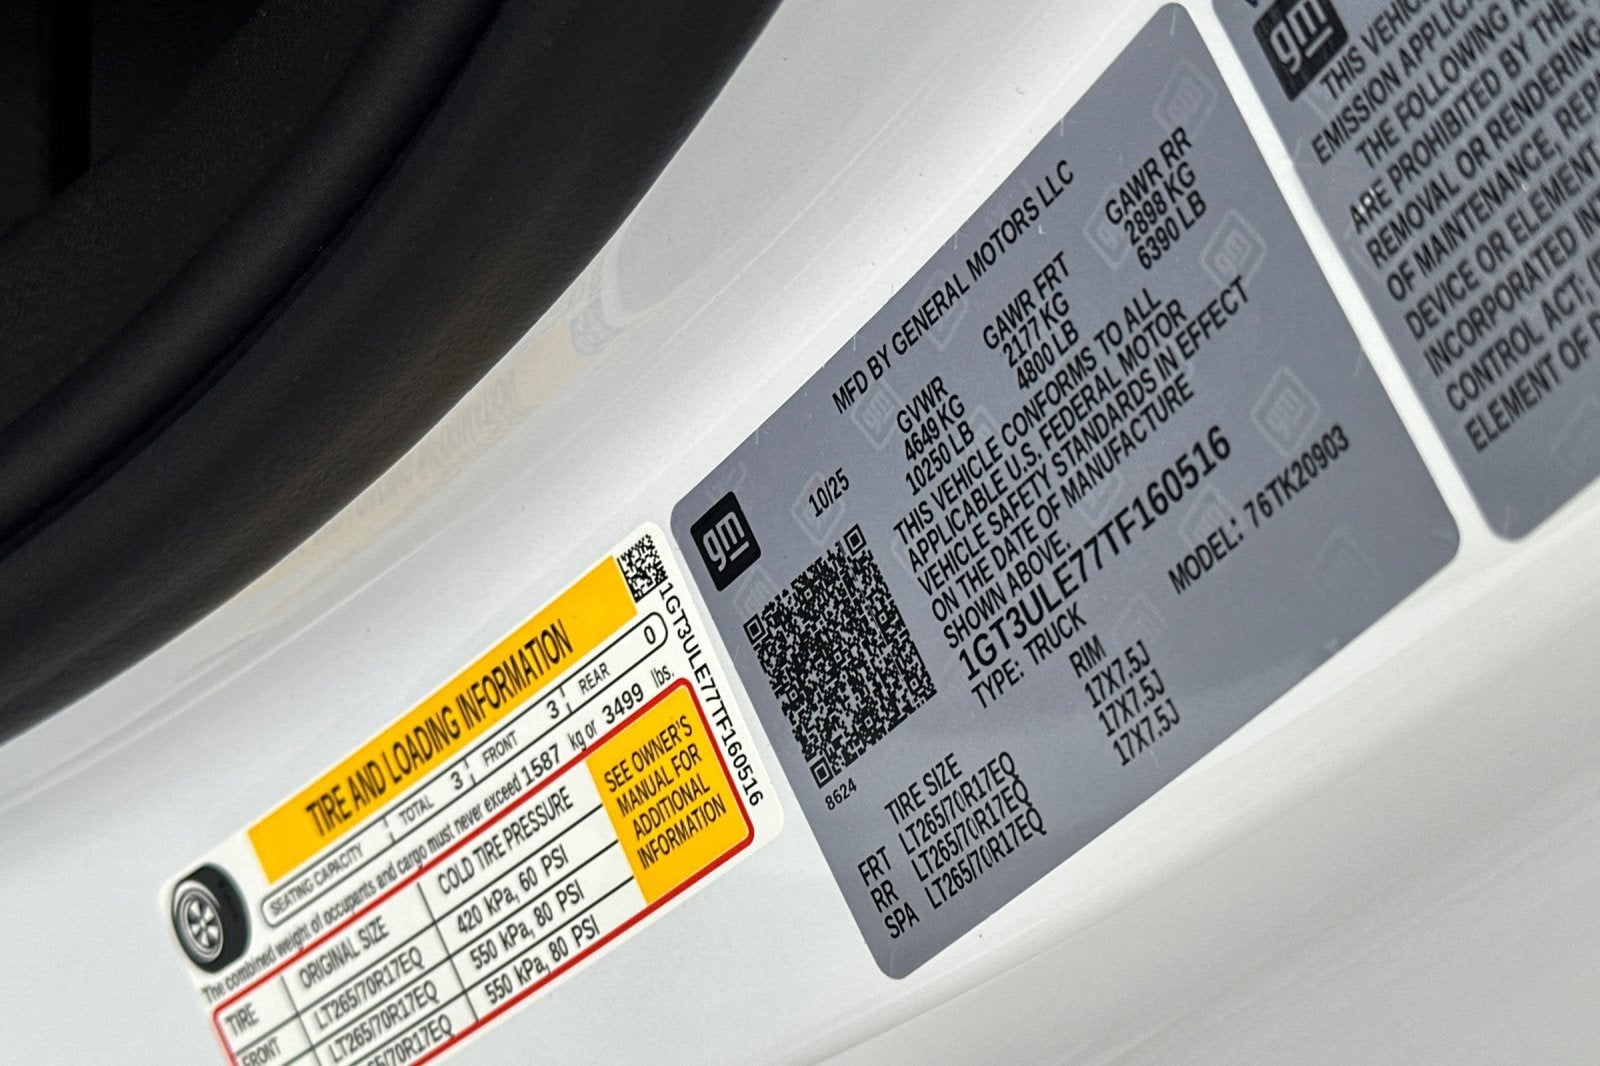 TIRE AND LOADING INFORMATION
SEATING CAPACITY TOTAL 3 FRONT 3 REAR 0
The combined weight of occupants and cargo must never exceed 1587 kg or 3499 lbs.
TIRE ORIGINAL SIZE COLD TIRE PRESSURE
FRONT LT265/70R17EQ 420 kPa, 60 PSI
LT265/70R17EQ 550 kPa, 80 PSI
65/70R17EQ 550 kPa, 80 PSI
SEE OWNER'S
MANUAL FOR
ADDITIONAL
INFORMATION
1GT3ULE77TF160516
gm
MFD BY GENERAL MOTORS LLC
10/25
GVWR GAWR FRT GAWR RR
4649 KG 2177 KG 2898 KG
10250 LB 4800 LB 6390 LB
THIS VEHICLE CONFORMS TO ALL
APPLICABLE U.S. FEDERAL MOTOR
VEHICLE SAFETY STANDARDS IN EFFECT
ON THE DATE OF MANUFACTURE
SHOWN ABOVE.
1GT3ULE77TF160516
TYPE: TRUCK MODEL: 76TK20903
8624
TIRE SIZE RIM
FRT LT265/70R17EQ 17X7.5J
RR LT265/70R17EQ 17X7.5J
SPA LT265/70R17EQ 17X7.5J
gm
THIS VEHIC
EMISSION APPLIC
THE FOLLOWING A
ARE PROHIBITED BY THE
REMOVAL OR RENDERING
OF MAINTENANCE, REP
DEVICE OR ELEMENT
INCORPORATED IN
CONTROL ACT; (
ELEMENT OF D